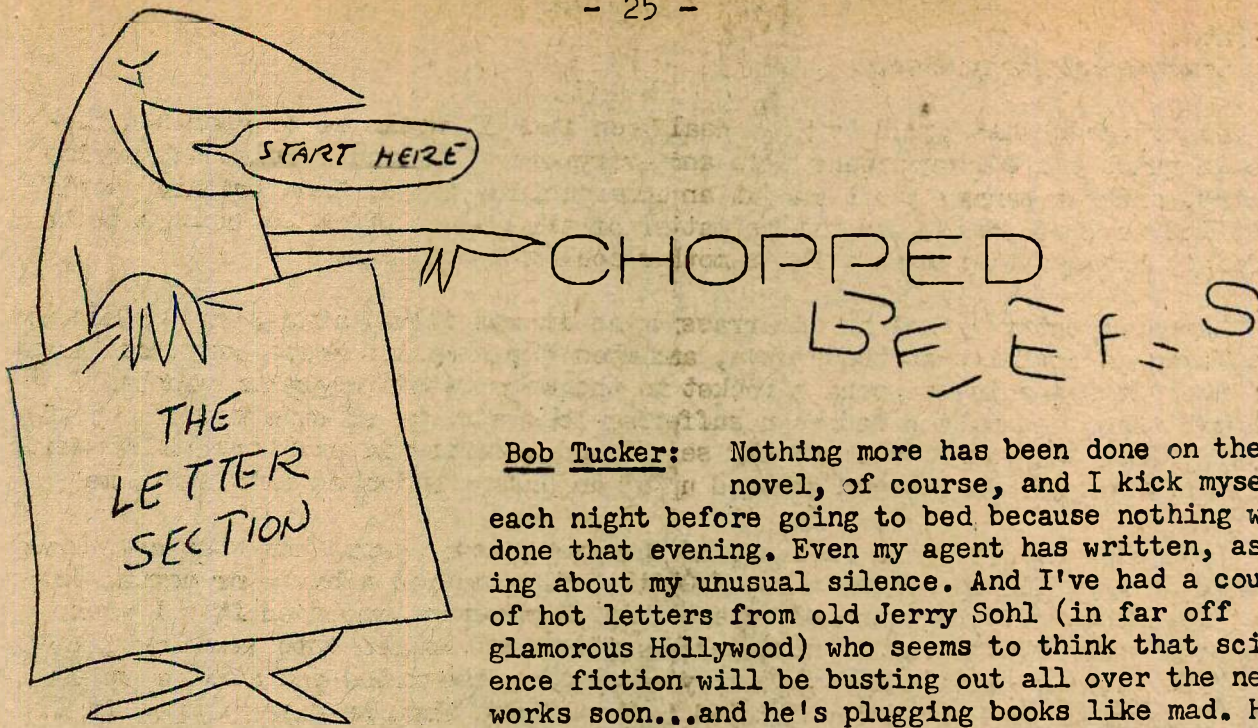 - 25 -
START HERE
CHOPPED
BEEF=S
THE
LETTER
SECTION
Bob Tucker: Nothing more has been done on the
novel, of course, and I kick myse
each night before going to bed because nothing w
done that evening. Even my agent has written, as
ing about my unusual silence. And I've had a cou
of hot letters from old Jerry Sohl (in far off
glamorous Hollywood) who seems to think that sci
ence fiction will be busting out all over the ne
works soon...and he's plugging books like mad. H